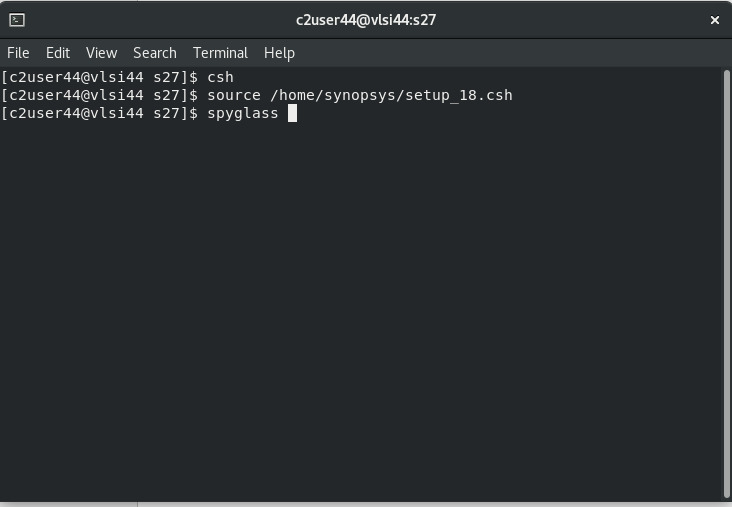 c2user44@vlsi44:s27
File Edit View Search Terminal Help
[c2user44@vlsi44 s27]$ csh
[c2user44@vlsi44 s27]$ source /home/synopsys/setup_18.csh
[c2user44@vlsi44 s27]$ spyglass